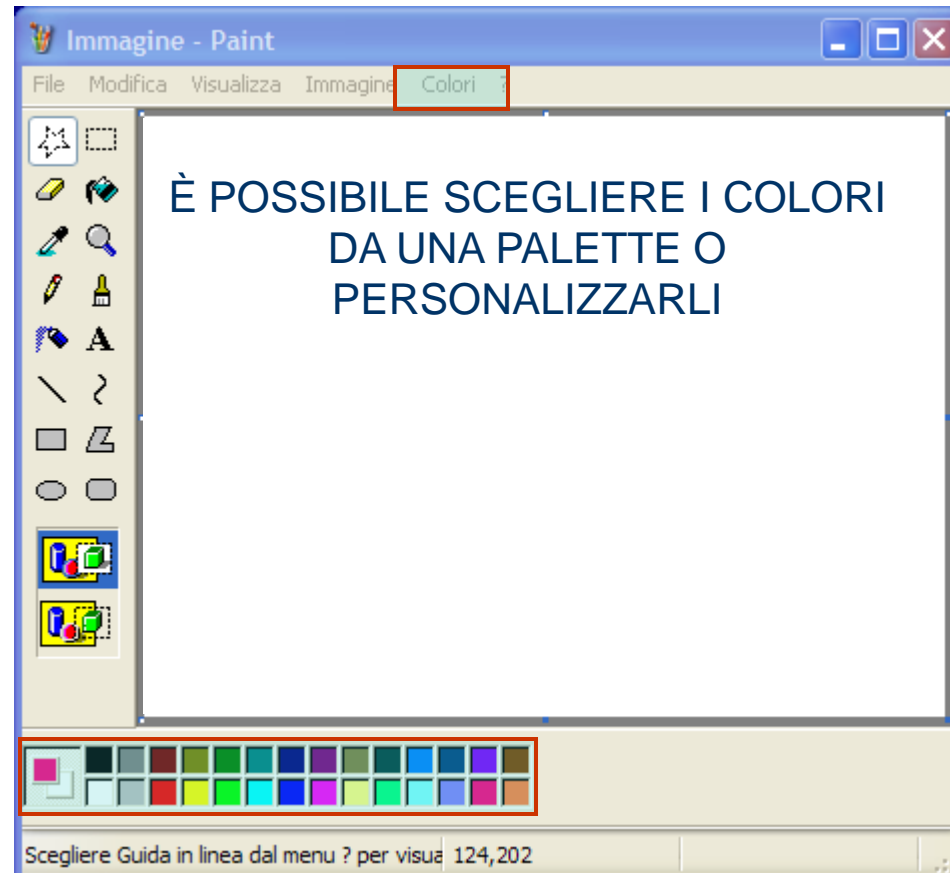 Immagine - Paint
File Modifica Visualizza Immagine Colori ?
È POSSIBILE SCEGLIERE I COLORI
DA UNA PALETTE O
PERSONALIZZARLI
A
Scegliere Guida in linea dal menu ? per visua 124,202